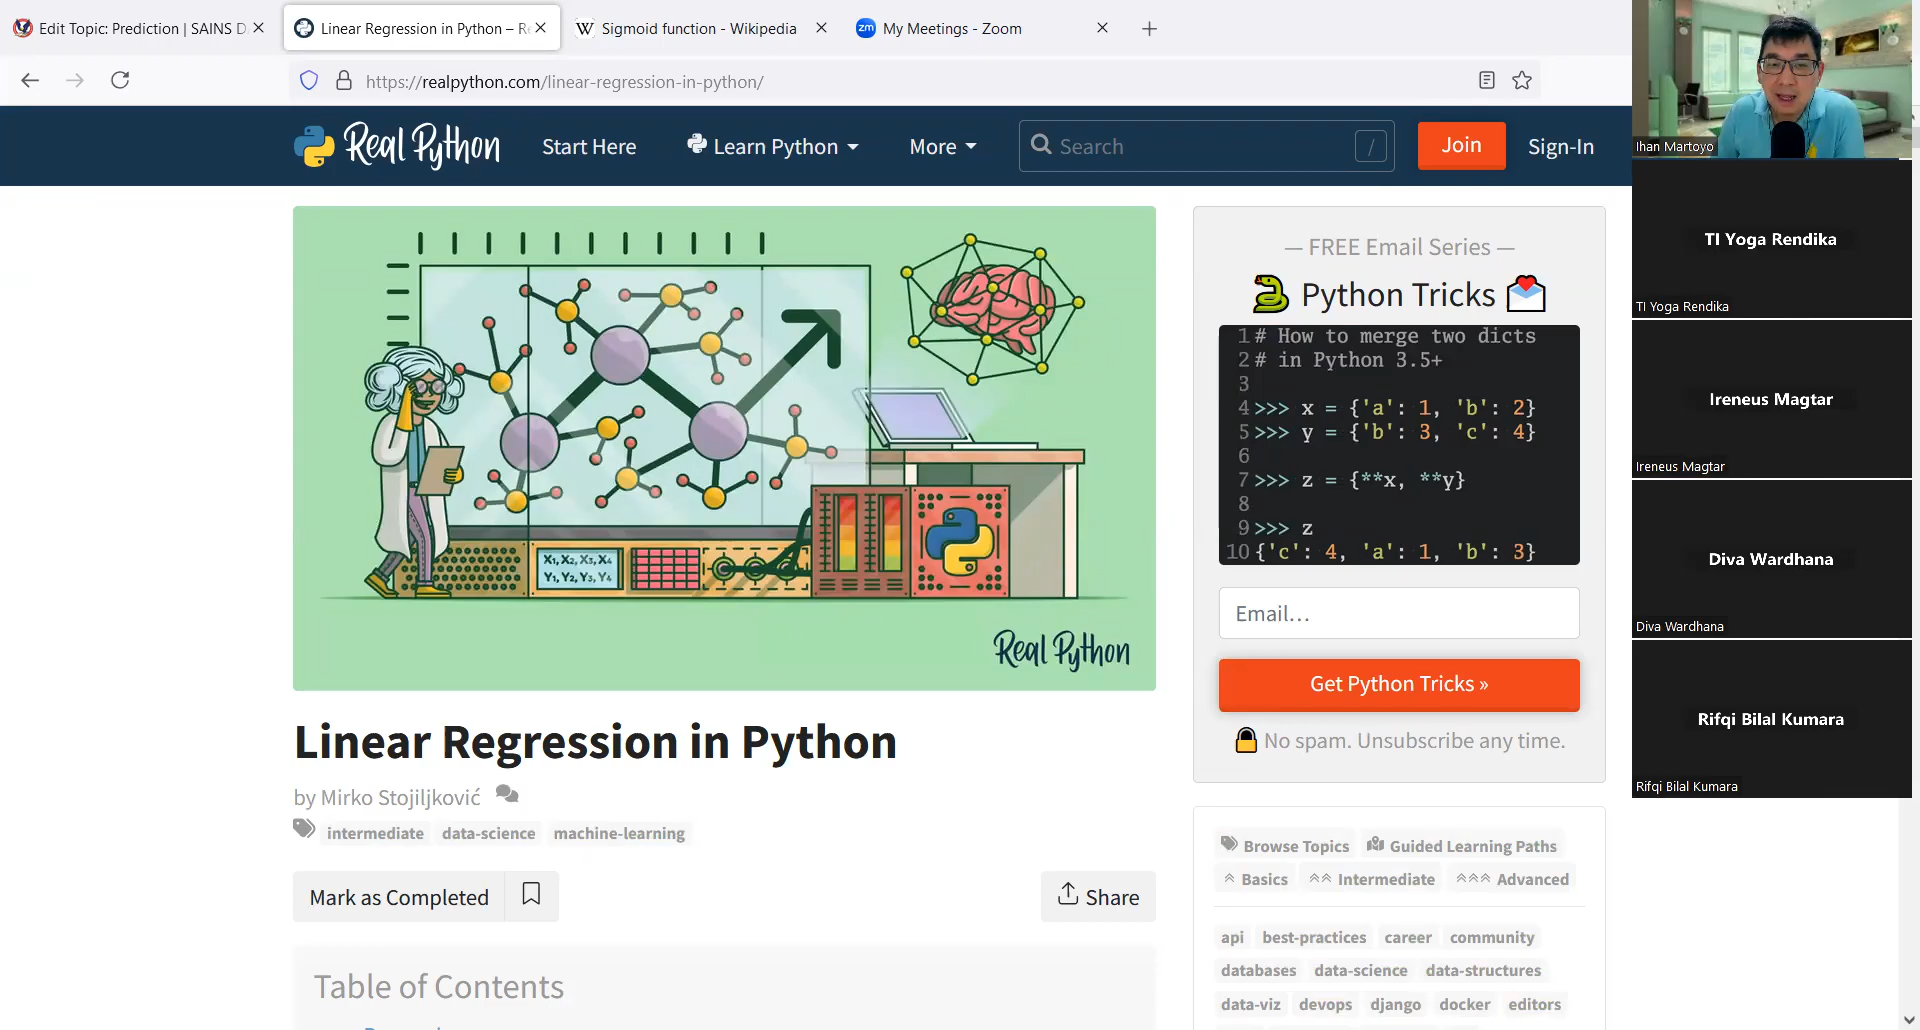 Edit Topic: Prediction | SAINS D
Linear Regression in Python – Re
Sigmoid function - Wikipedia
zm My Meetings - Zoom
https://realpython.com/linear-regression-in-python/
Real Python
Start Here
Learn Python
More
Search /
Join
Sign-In
X₁, X₂, X₃, X₄
Y₁, Y₂, Y₃, Y₄
Real Python
Linear Regression in Python
by Mirko Stojiljković
intermediate data-science machine-learning
Mark as Completed
Share
Table of Contents
— FREE Email Series —
🐍 Python Tricks 💌
1 # How to merge two dicts
2 # in Python 3.5+
3
4 >>> x = {'a': 1, 'b': 2}
5 >>> y = {'b': 3, 'c': 4}
6
7 >>> z = {**x, **y}
8
9 >>> z
10 {'c': 4, 'a': 1, 'b': 3}
Email…
Get Python Tricks »
🔒 No spam. Unsubscribe any time.
Browse Topics Guided Learning Paths
Basics Intermediate Advanced
api best-practices career community
databases data-science data-structures
data-viz devops django docker editors
Ihan Martoyo
TI Yoga Rendika
TI Yoga Rendika
Ireneus Magtar
Ireneus Magtar
Diva Wardhana
Diva Wardhana
Rifqi Bilal Kumara
Rifqi Bilal Kumara